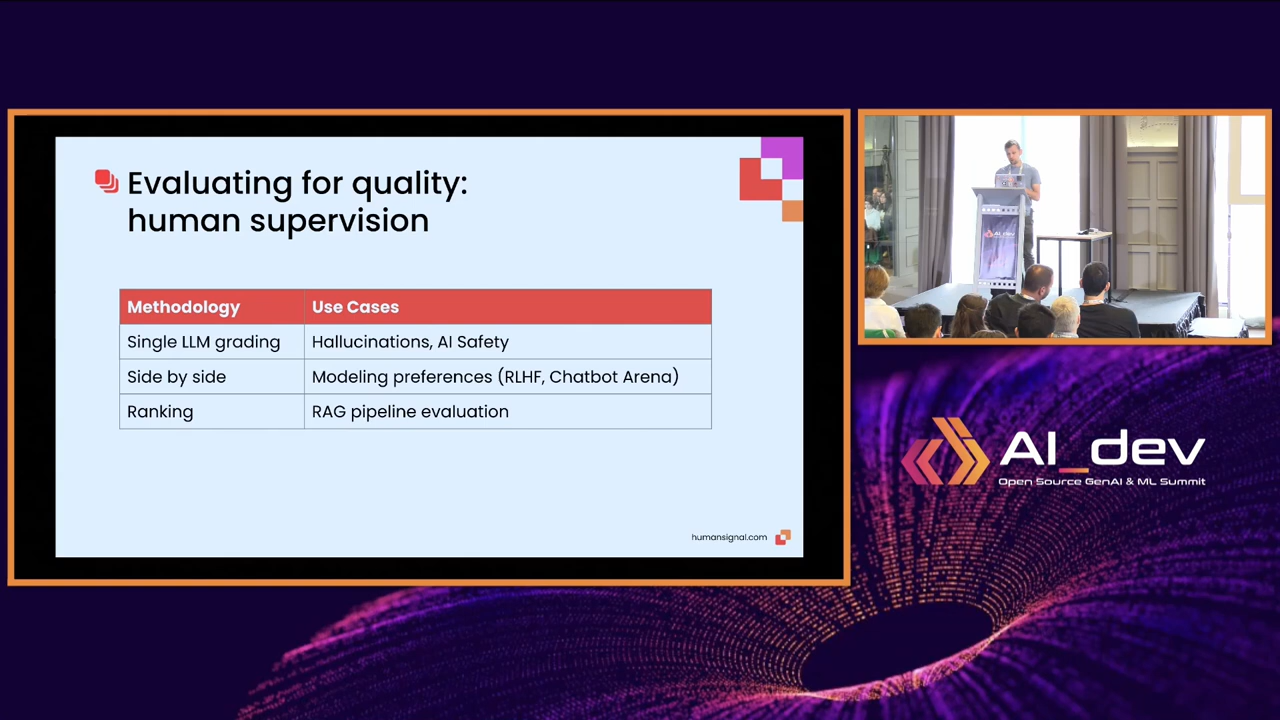 Evaluating for quality:
human supervision
Methodology
Use Cases
Single LLM grading
Hallucinations, AI Safety
Side by side
Modeling preferences (RLHF, Chatbot Arena)
Ranking
RAG pipeline evaluation
humansignal.com
AI_dev
AI_dev
Open Source GenAI & ML Summit